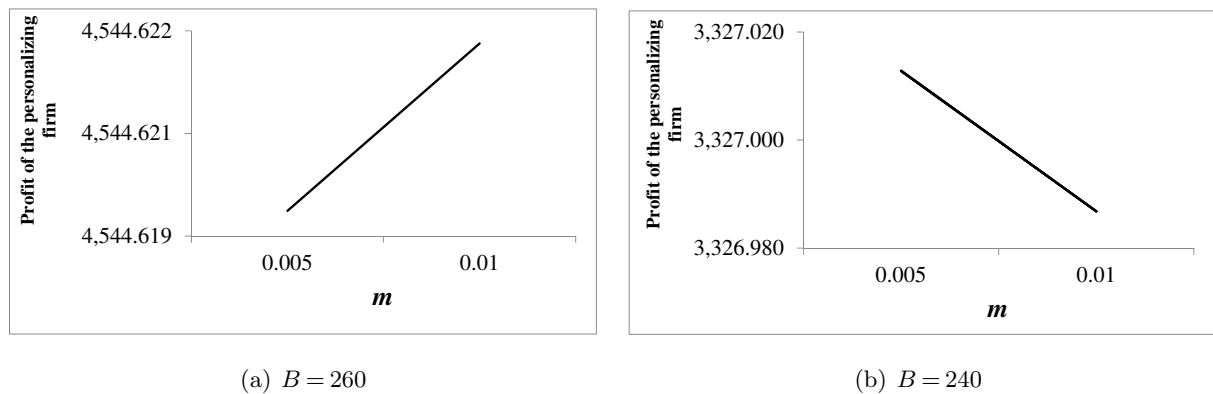 Profit of the personalizing
firm
4,544.622
4,544.621
4,544.619
0.005 0.01
m
(a) B = 260
Profit of the personalizing
firm
3,327.020
3,327.000
3,326.980
0.005 0.01
m
(b) B = 240